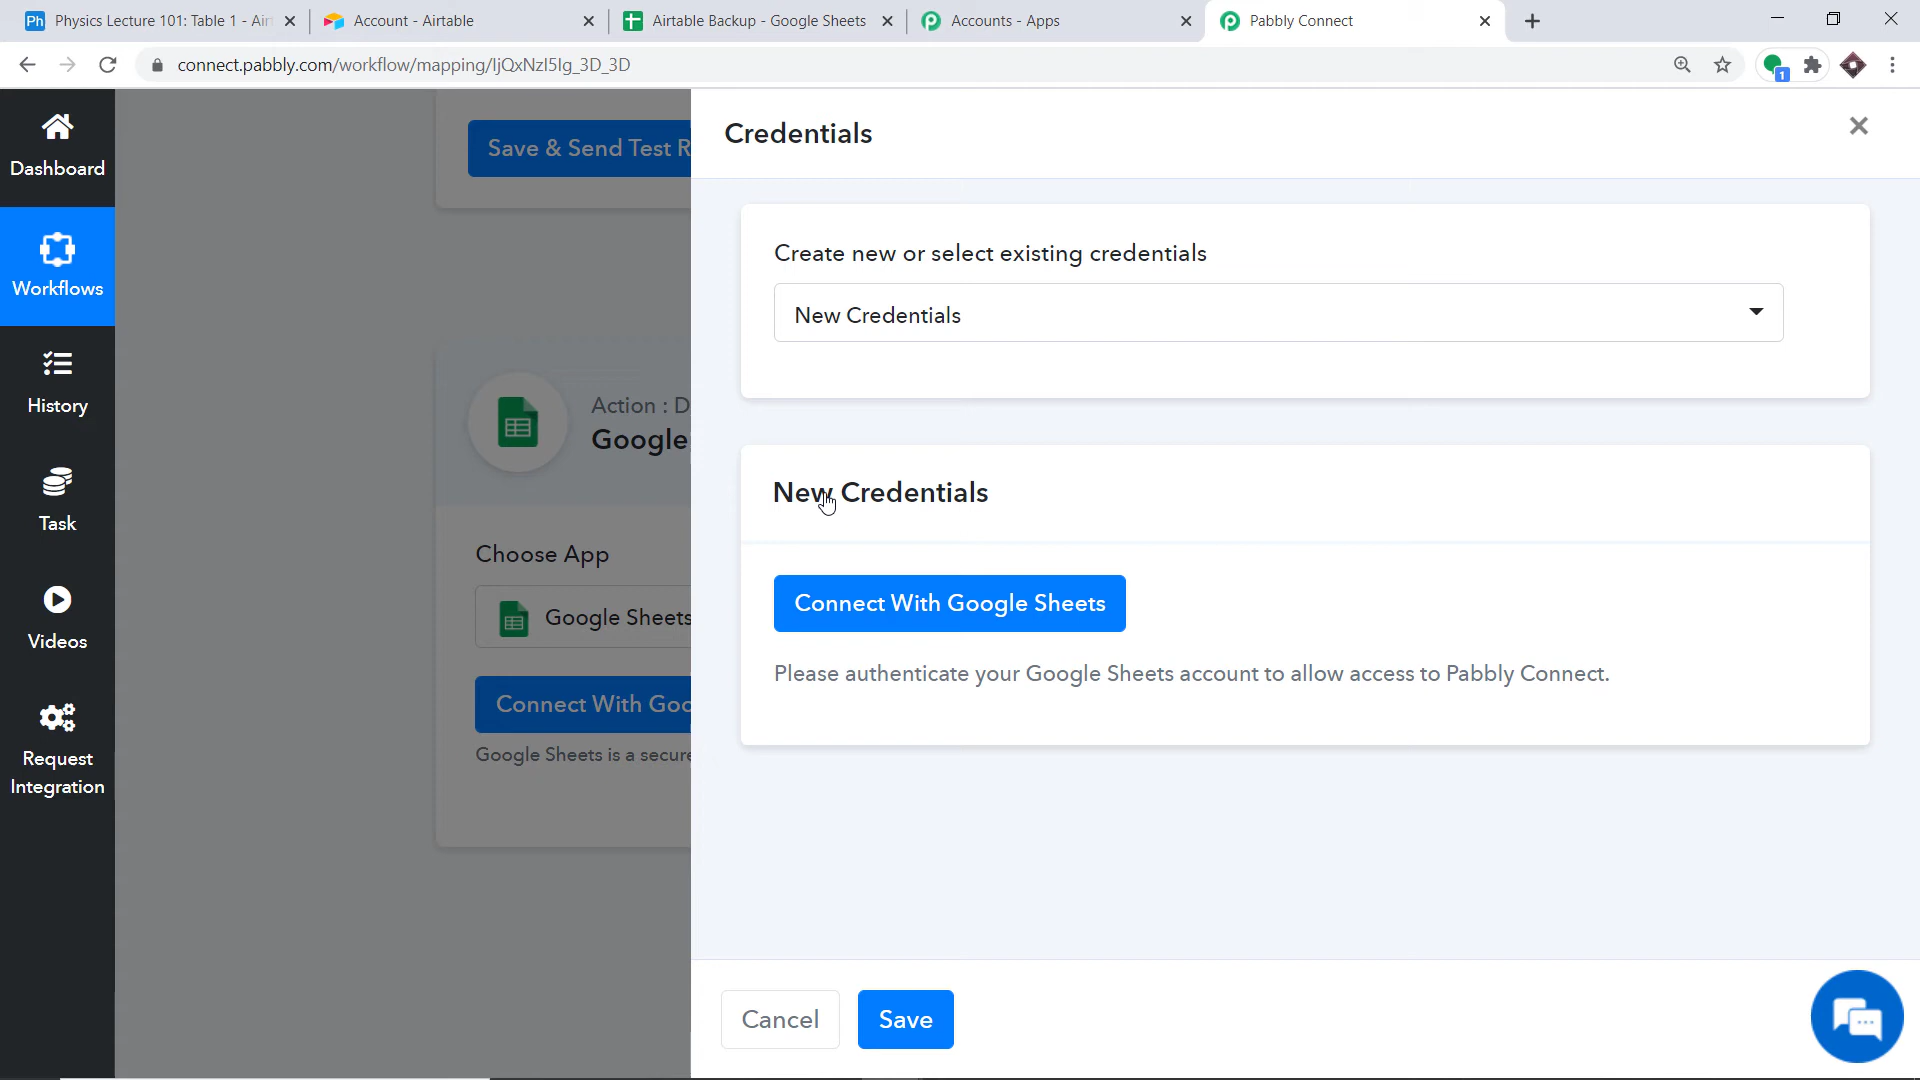 Ph Physics Lecture 101: Table 1 - Air
Account - Airtable
Airtable Backup - Google Sheets
Accounts - Apps
Pabbly Connect
connect.pabbly.com/workflow/mapping/IjQxNzI5Ig_3D_3D
1
Dashboard
Workflows
History
Task
Videos
Request
Integration
Save & Send Test R
Action : D
Google
Choose App
Google Sheets
Connect With Goo
Google Sheets is a secure
Credentials
Create new or select existing credentials
New Credentials
New Credentials
Connect With Google Sheets
Please authenticate your Google Sheets account to allow access to Pabbly Connect.
Cancel
Save